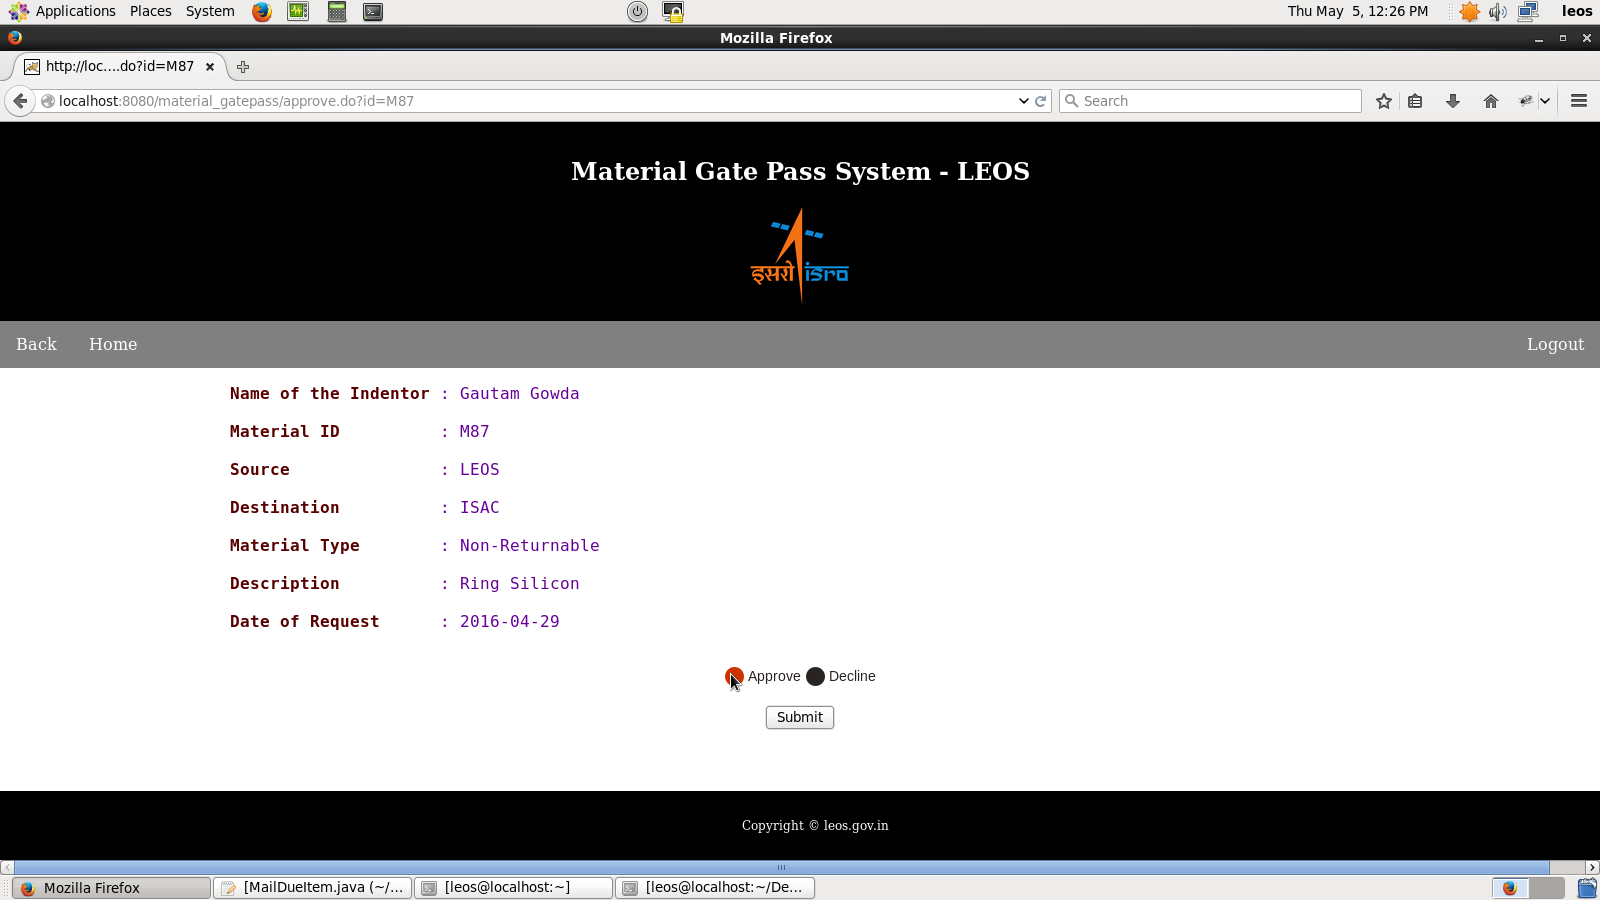 Applications Places System Thu May 5, 12:26 PM leos
Mozilla Firefox
http://loc....do?id=M87
localhost:8080/material_gatepass/approve.do?id=M87 Search
Material Gate Pass System - LEOS
इसरो isro
Back Home Logout
Name of the Indentor : Gautam Gowda
Material ID : M87
Source : LEOS
Destination : ISAC
Material Type : Non-Returnable
Description : Ring Silicon
Date of Request : 2016-04-29
Approve Decline
Submit
Copyright © leos.gov.in
Mozilla Firefox [MailDueItem.java (~/... [leos@localhost:~] [leos@localhost:~/De...